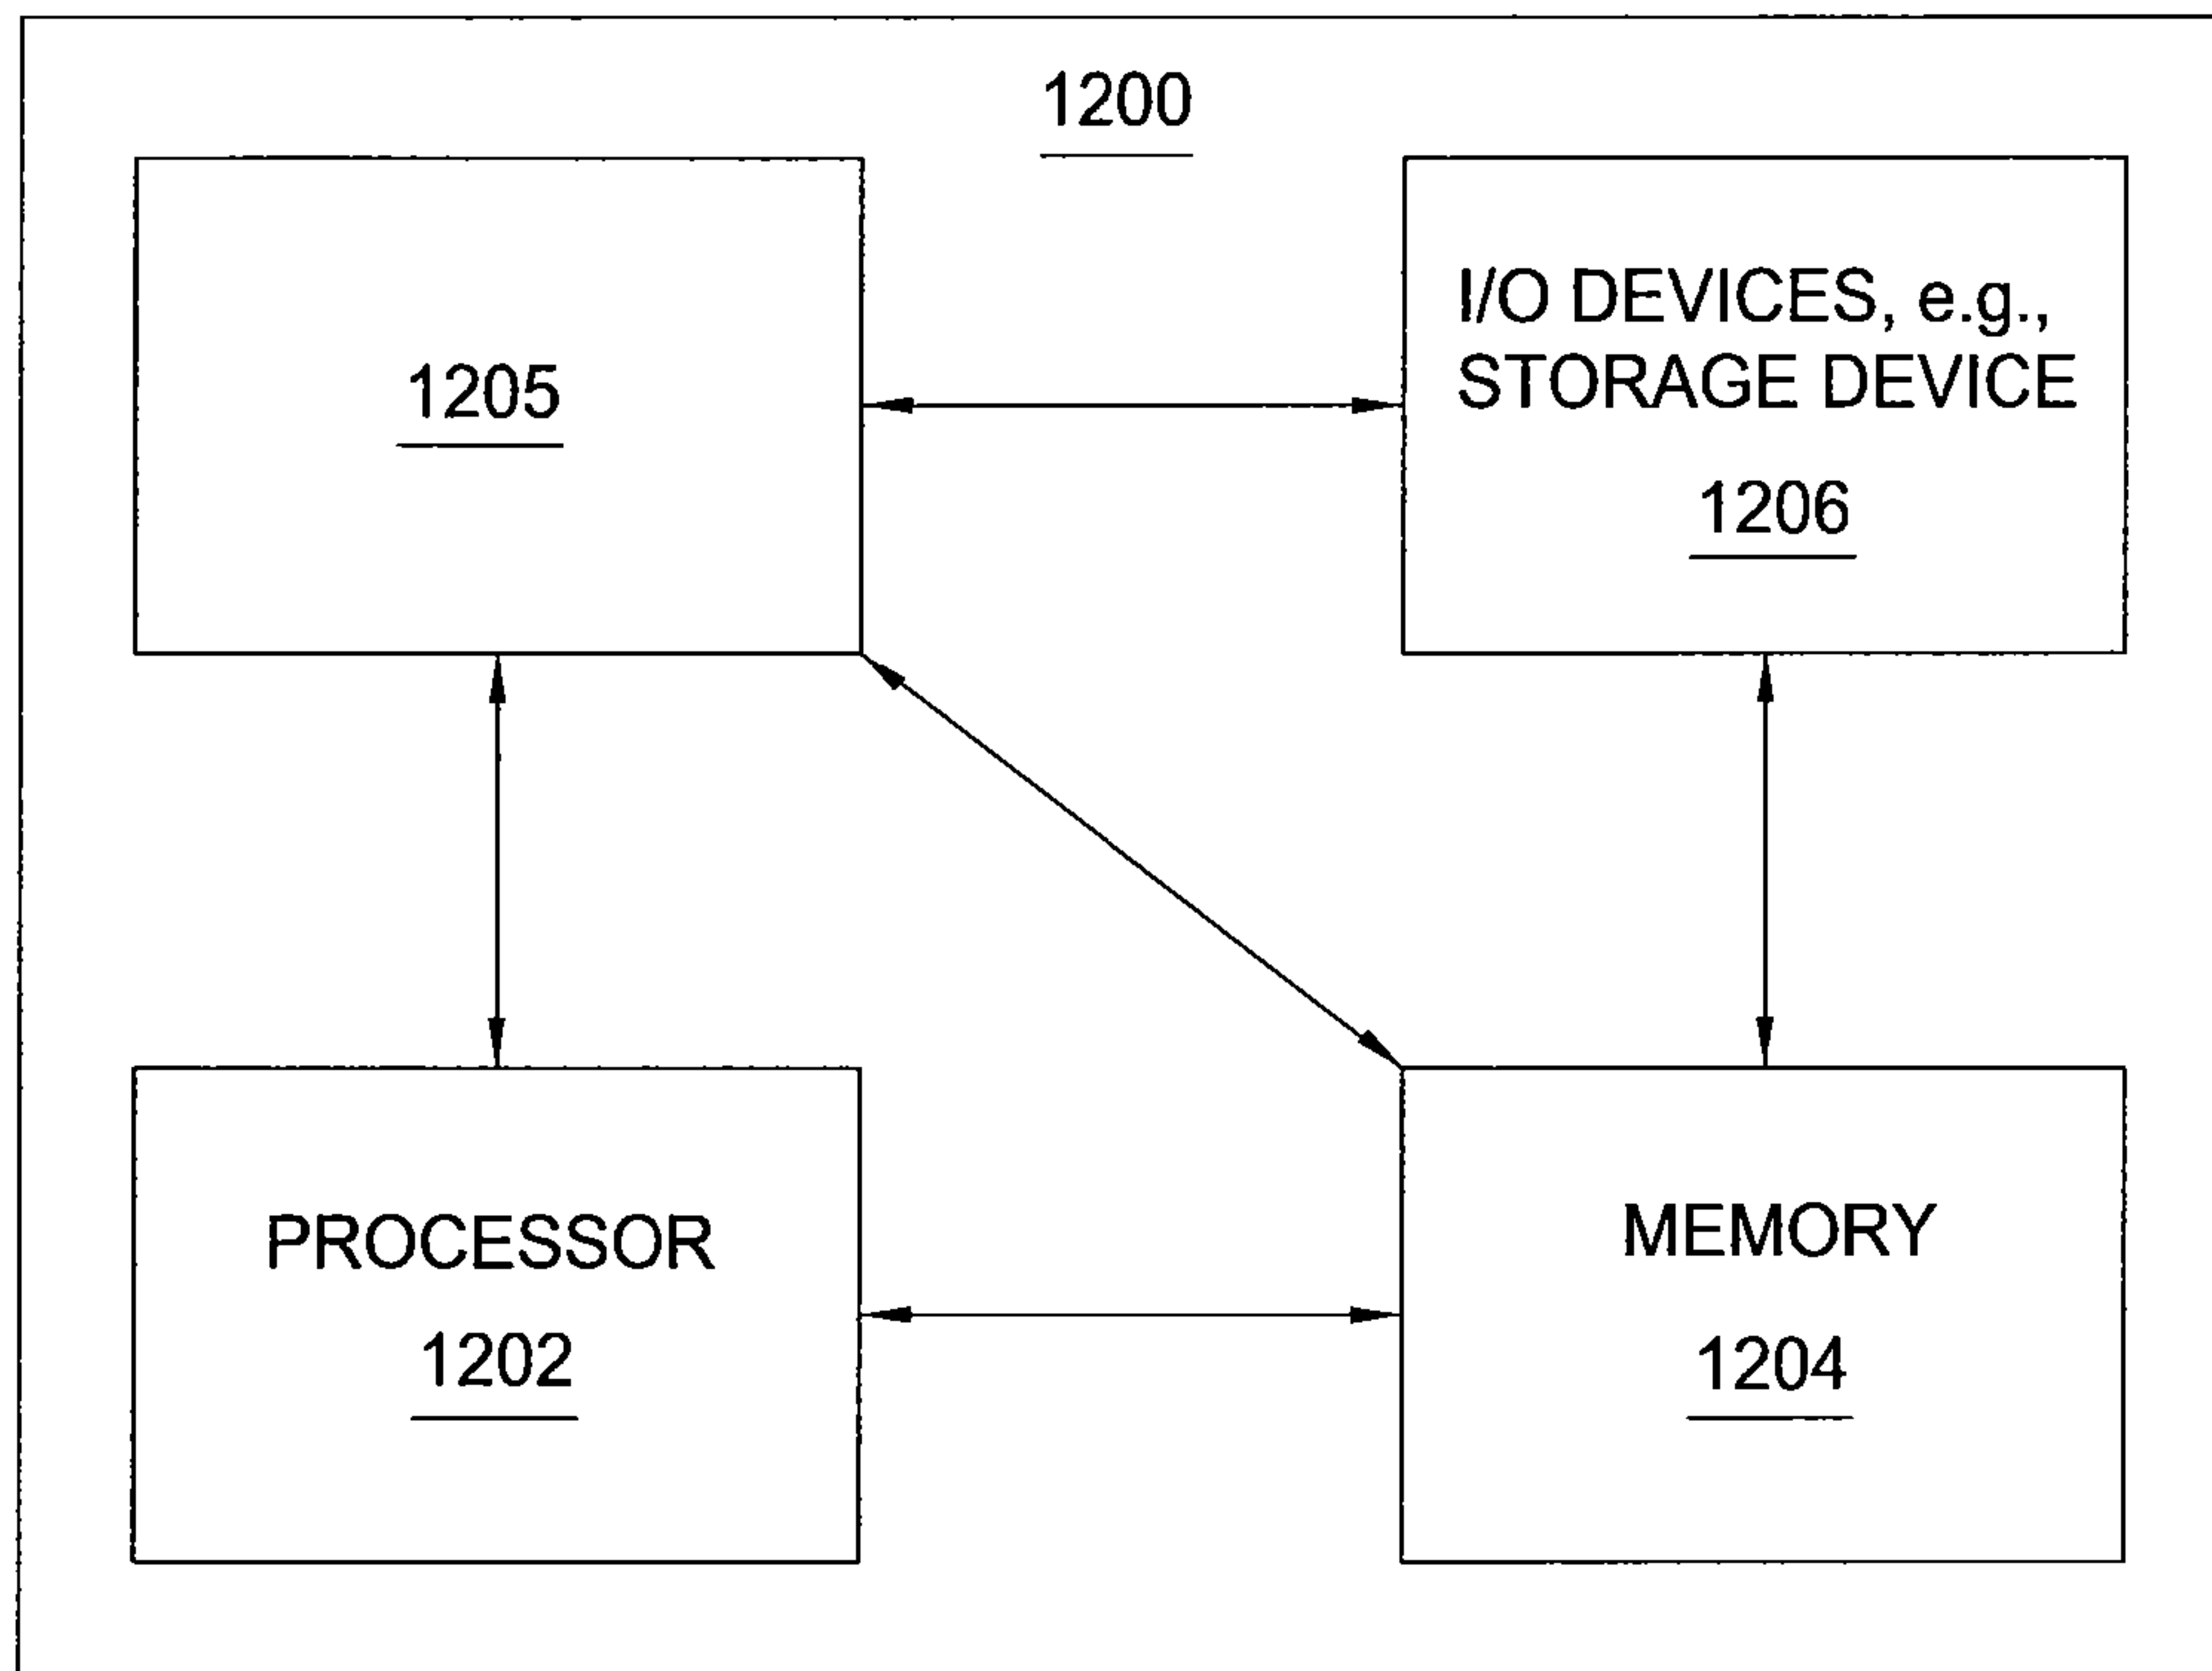 1200
1205
I/O DEVICES, e.g.,
STORAGE DEVICE
1206
PROCESSOR
1202
MEMORY
1204